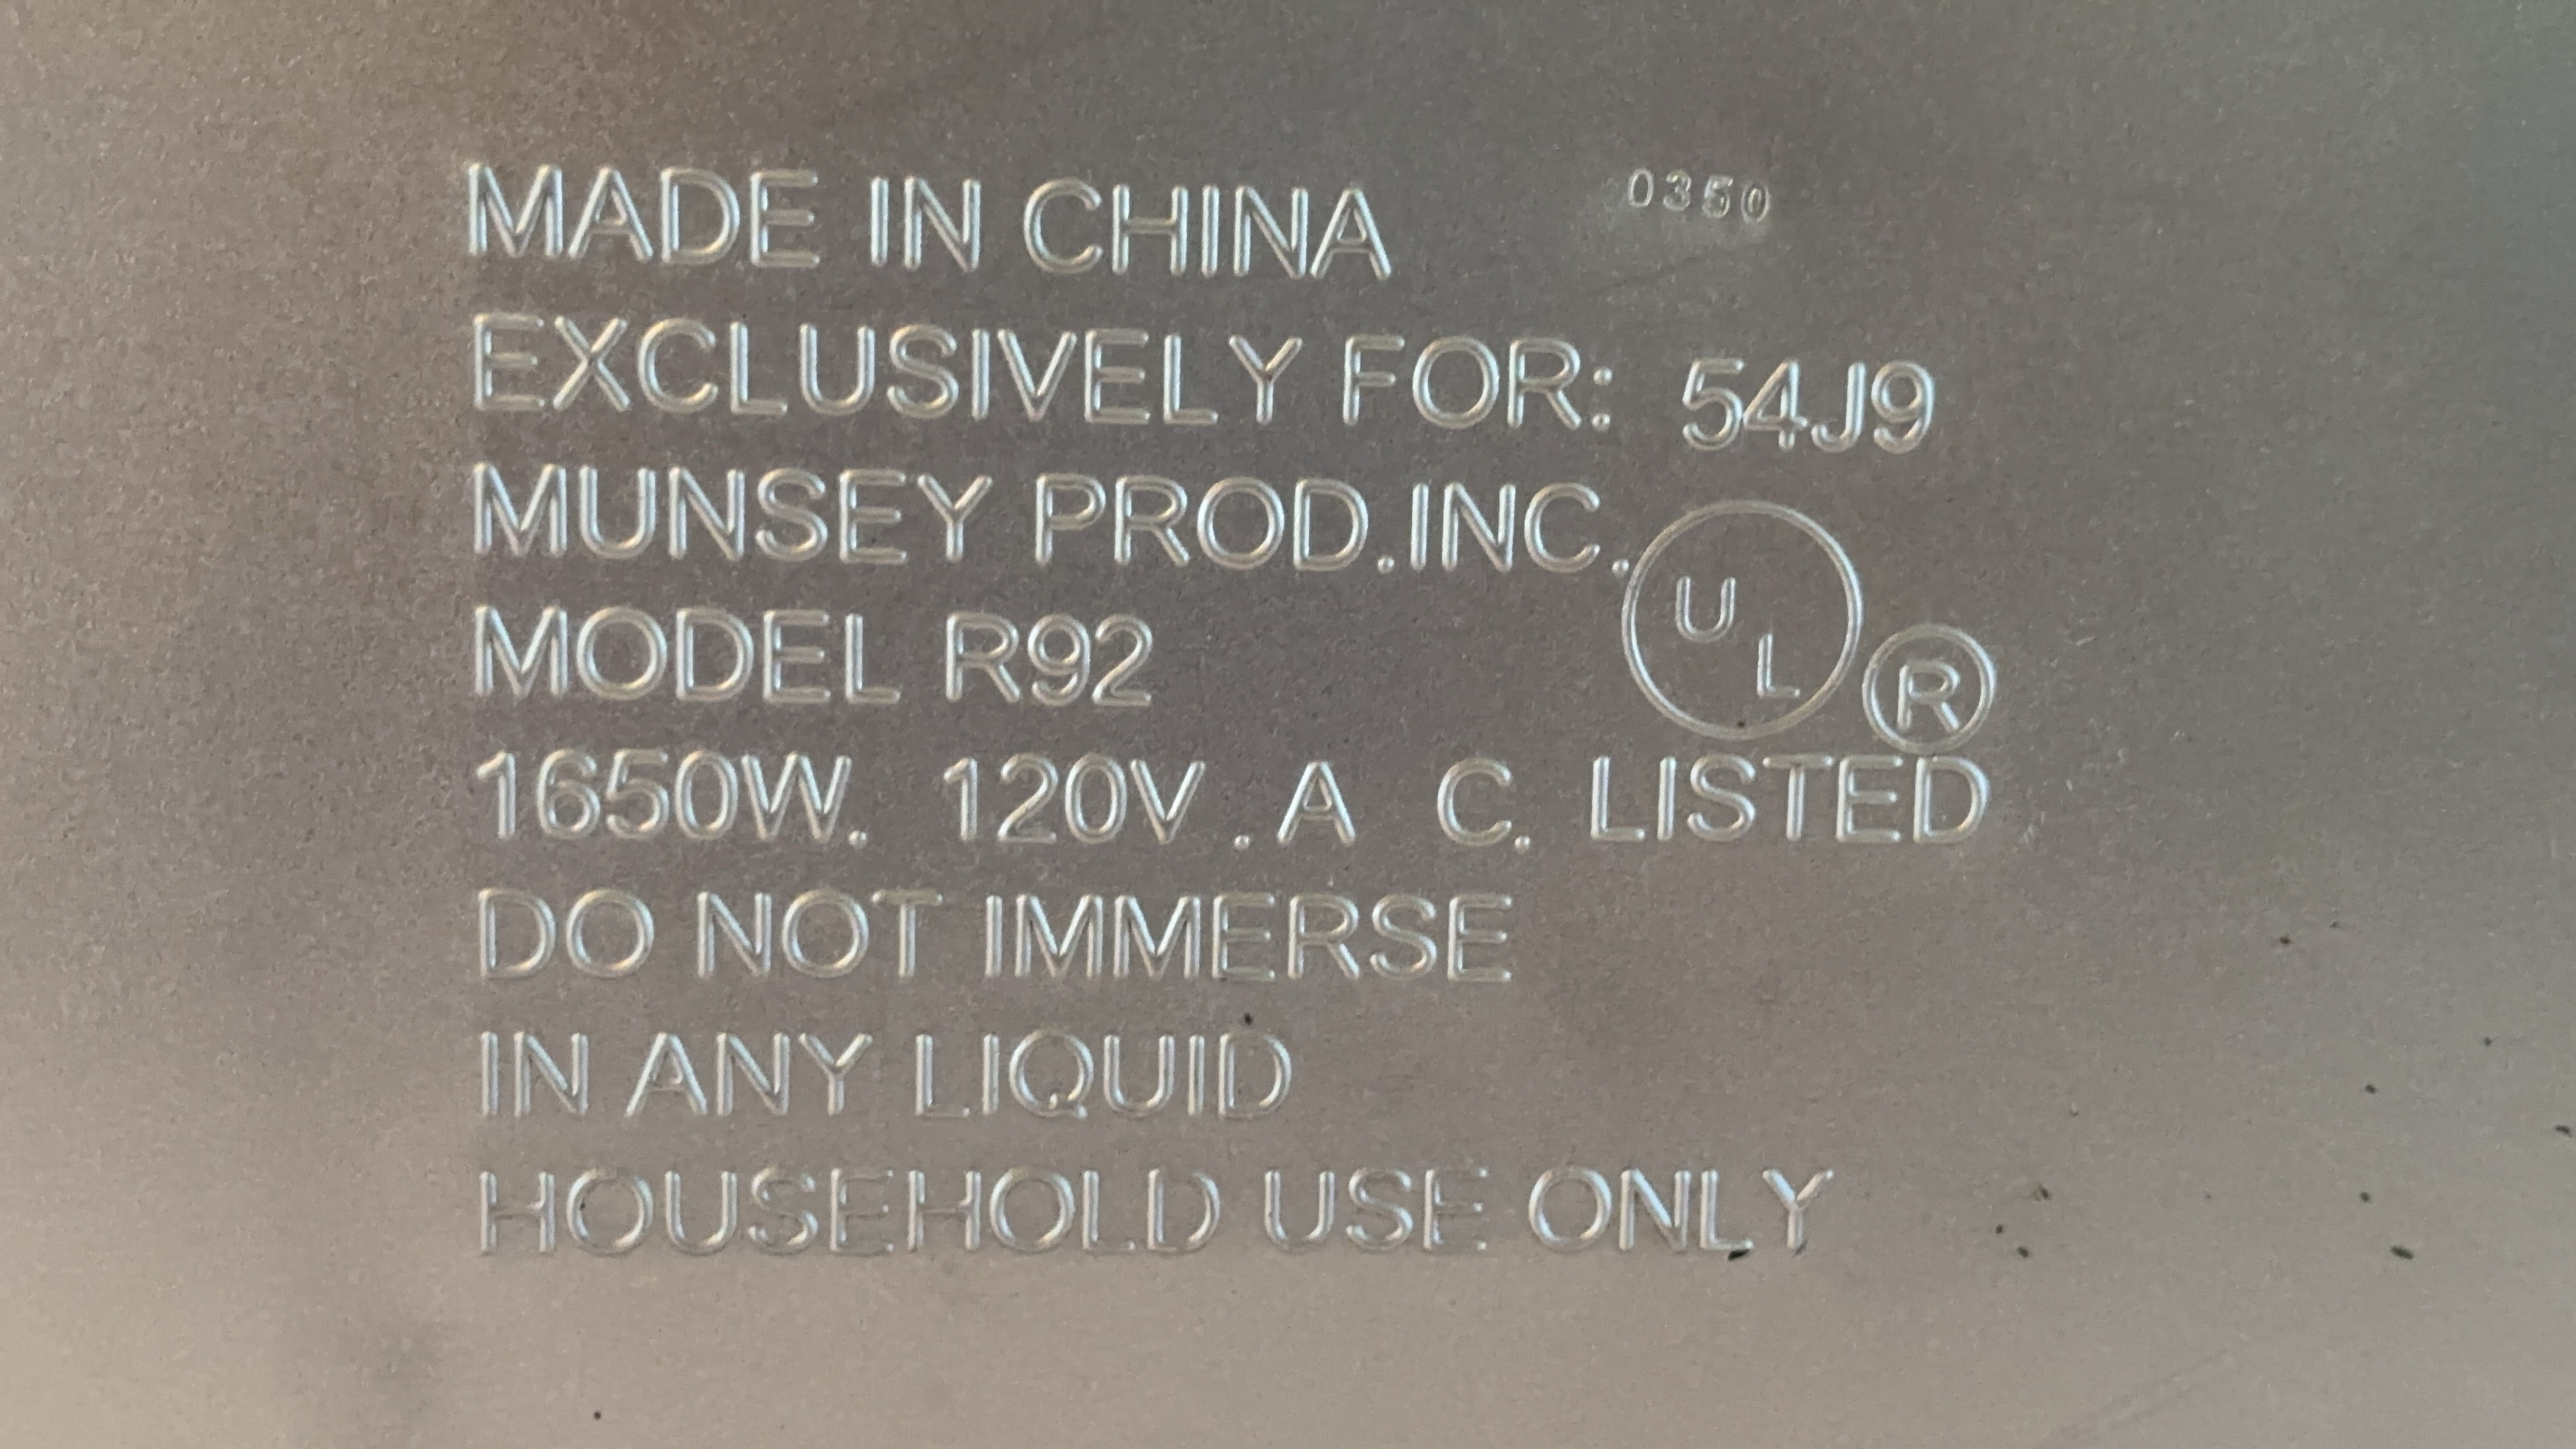 MADE IN CHINA 0350
EXCLUSIVELY FOR: 54J9
MUNSEY PROD.INC.
UL ®
MODEL R92
1650W. 120V . A C. LISTED
DO NOT IMMERSE
IN ANY LIQUID
HOUSEHOLD USE ONLY